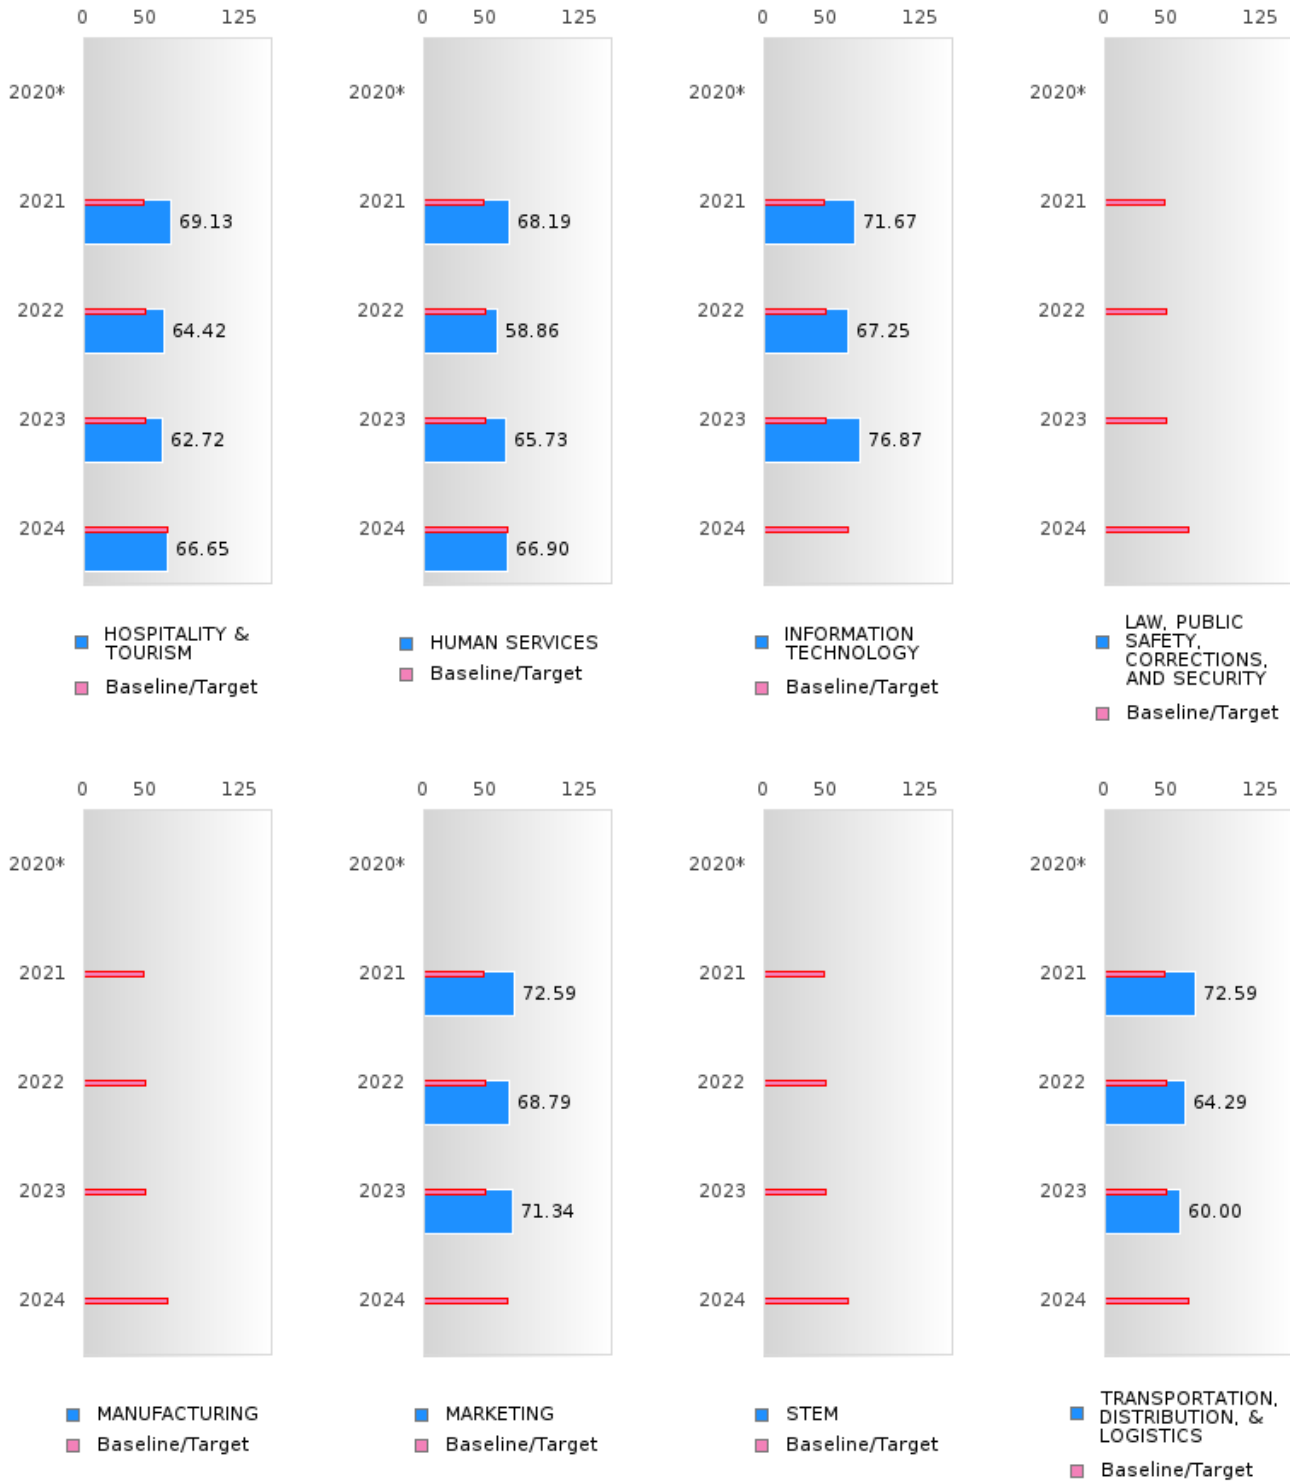 0 50 125
0 50 125
0 50 125
0 50 125
2020*
2020*
2020*
2020*
2021
69.13
2021
68.19
2021
71.67
2021
2022
64.42
2022
58.86
2022
67.25
2022
2023
62.72
2023
65.73
2023
76.87
2023
2024
66.65
2024
66.90
2024
2024
HOSPITALITY &
TOURISM
Baseline/Target
HUMAN SERVICES
Baseline/Target
INFORMATION
TECHNOLOGY
Baseline/Target
LAW, PUBLIC
SAFETY,
CORRECTIONS,
AND SECURITY
Baseline/Target
0 50 125
0 50 125
0 50 125
0 50 125
2020*
2020*
2020*
2020*
2021
2021
72.59
2021
2021
72.59
2022
2022
68.79
2022
2022
64.29
2023
2023
71.34
2023
2023
60.00
2024
2024
2024
2024
MANUFACTURING
Baseline/Target
MARKETING
Baseline/Target
STEM
Baseline/Target
TRANSPORTATION,
DISTRIBUTION, &
LOGISTICS
Baseline/Target